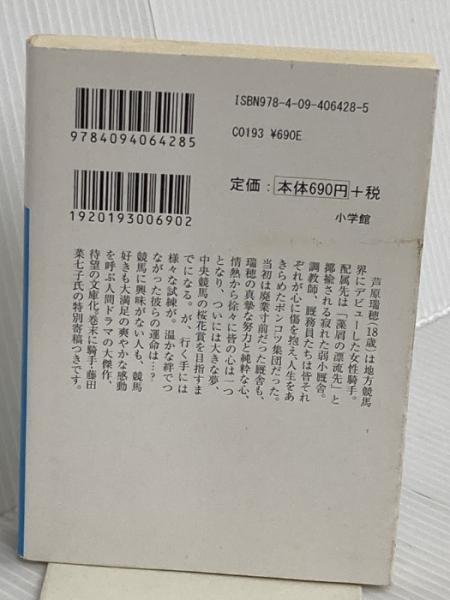 ISBN978-4-09-406428-5
C0193 ¥690E
9784094064285
1920193006902
定価：本体690円＋税
小学館
芦原瑞穂（18歳）は地方競馬
界にデビューした女性騎手。
配属先は「藻屑の漂流先」と
揶揄される寂れた弱小厩舎。
調教師、厩務員たちは皆それ
ぞれが心に傷を抱え、人生をあ
きらめたポンコツ集団だった。
当初は廃業寸前だった厩舎も、
瑞穂の真摯な努力と純粋な心、
情熱から徐々に皆の心は一つ
となり、ついには大きな夢、
中央競馬の桜花賞を目指すま
でになる。が、行く手には
様々な試練が。温かな絆でつ
ながった彼らの運命は…？
競馬に興味がない人も、競馬
好きも大満足の爽やかな感動
を呼ぶ人間ドラマの大傑作、
待望の文庫化。巻末に騎手・藤田
菜七子氏の特別寄稿つきです。